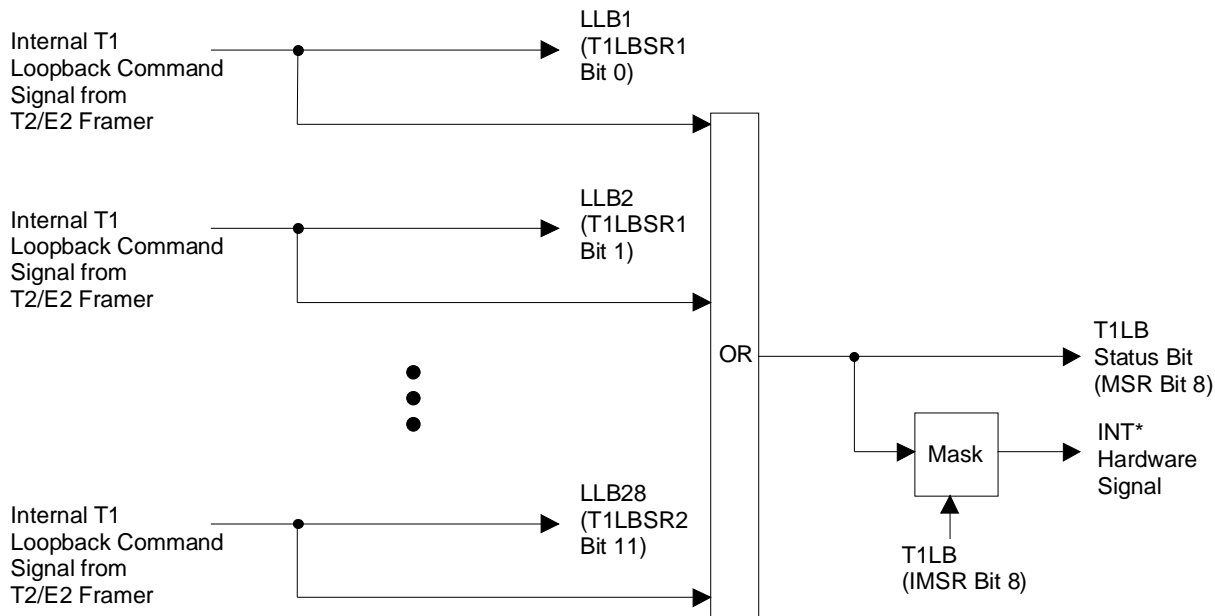 Internal T1
Loopback Command
Signal from
T2/E2 Framer
LLB1
(T1LBSR1
Bit 0)
Internal T1
Loopback Command
Signal from
T2/E2 Framer
LLB2
(T1LBSR1
Bit 1)
OR
T1LB
Status Bit
(MSR Bit 8)
Mask
INT*
Hardware
Signal
T1LB
(IMSR Bit 8)
Internal T1
Loopback Command
Signal from
T2/E2 Framer
LLB28
(T1LBSR2
Bit 11)